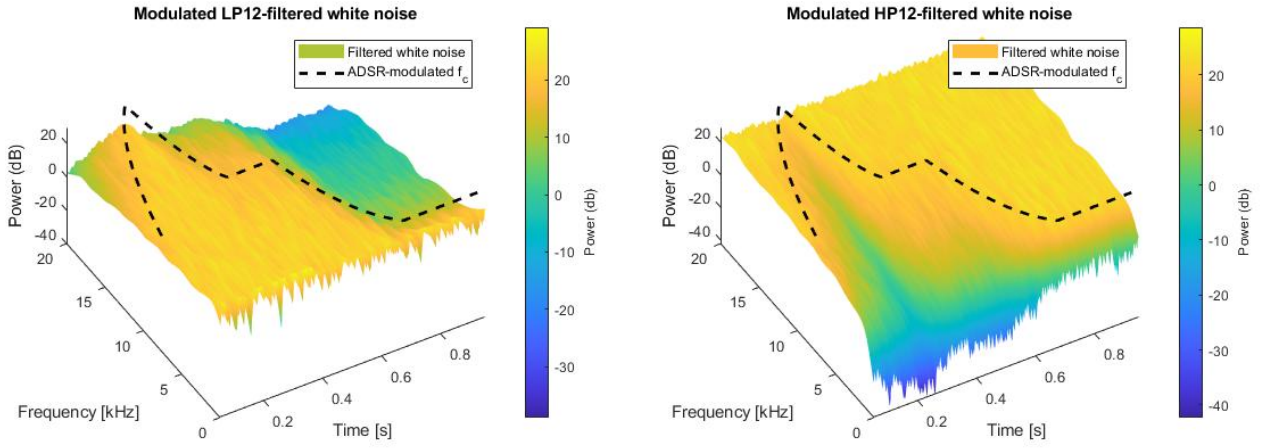 Modulated LP12-filtered white noise
Filtered white noise
ADSR-modulated f_c
20
0
-20
-40
Power (dB)
20
15
10
5
0
Frequency [kHz]
0.2
0.4
0.6
0.8
Time [s]
20
10
0
-10
-20
-30
Power (db)
Modulated HP12-filtered white noise
Filtered white noise
ADSR-modulated f_c
20
0
-20
-40
Power (dB)
20
15
10
5
0
Frequency [kHz]
0.2
0.4
0.6
0.8
Time [s]
20
10
0
-10
-20
-30
-40
Power (db)